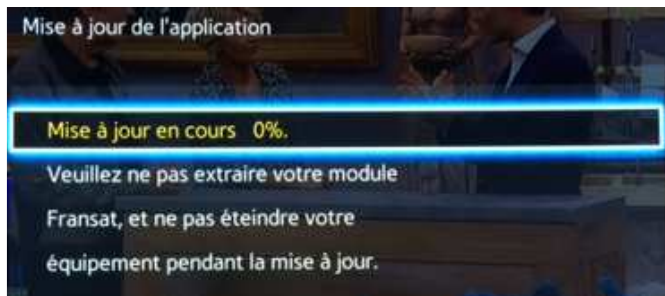 Mise à jour de l'application
Mise à jour en cours 0%.
Veuillez ne pas extraire votre module
Fransat, et ne pas éteindre votre
équipement pendant la mise à jour.